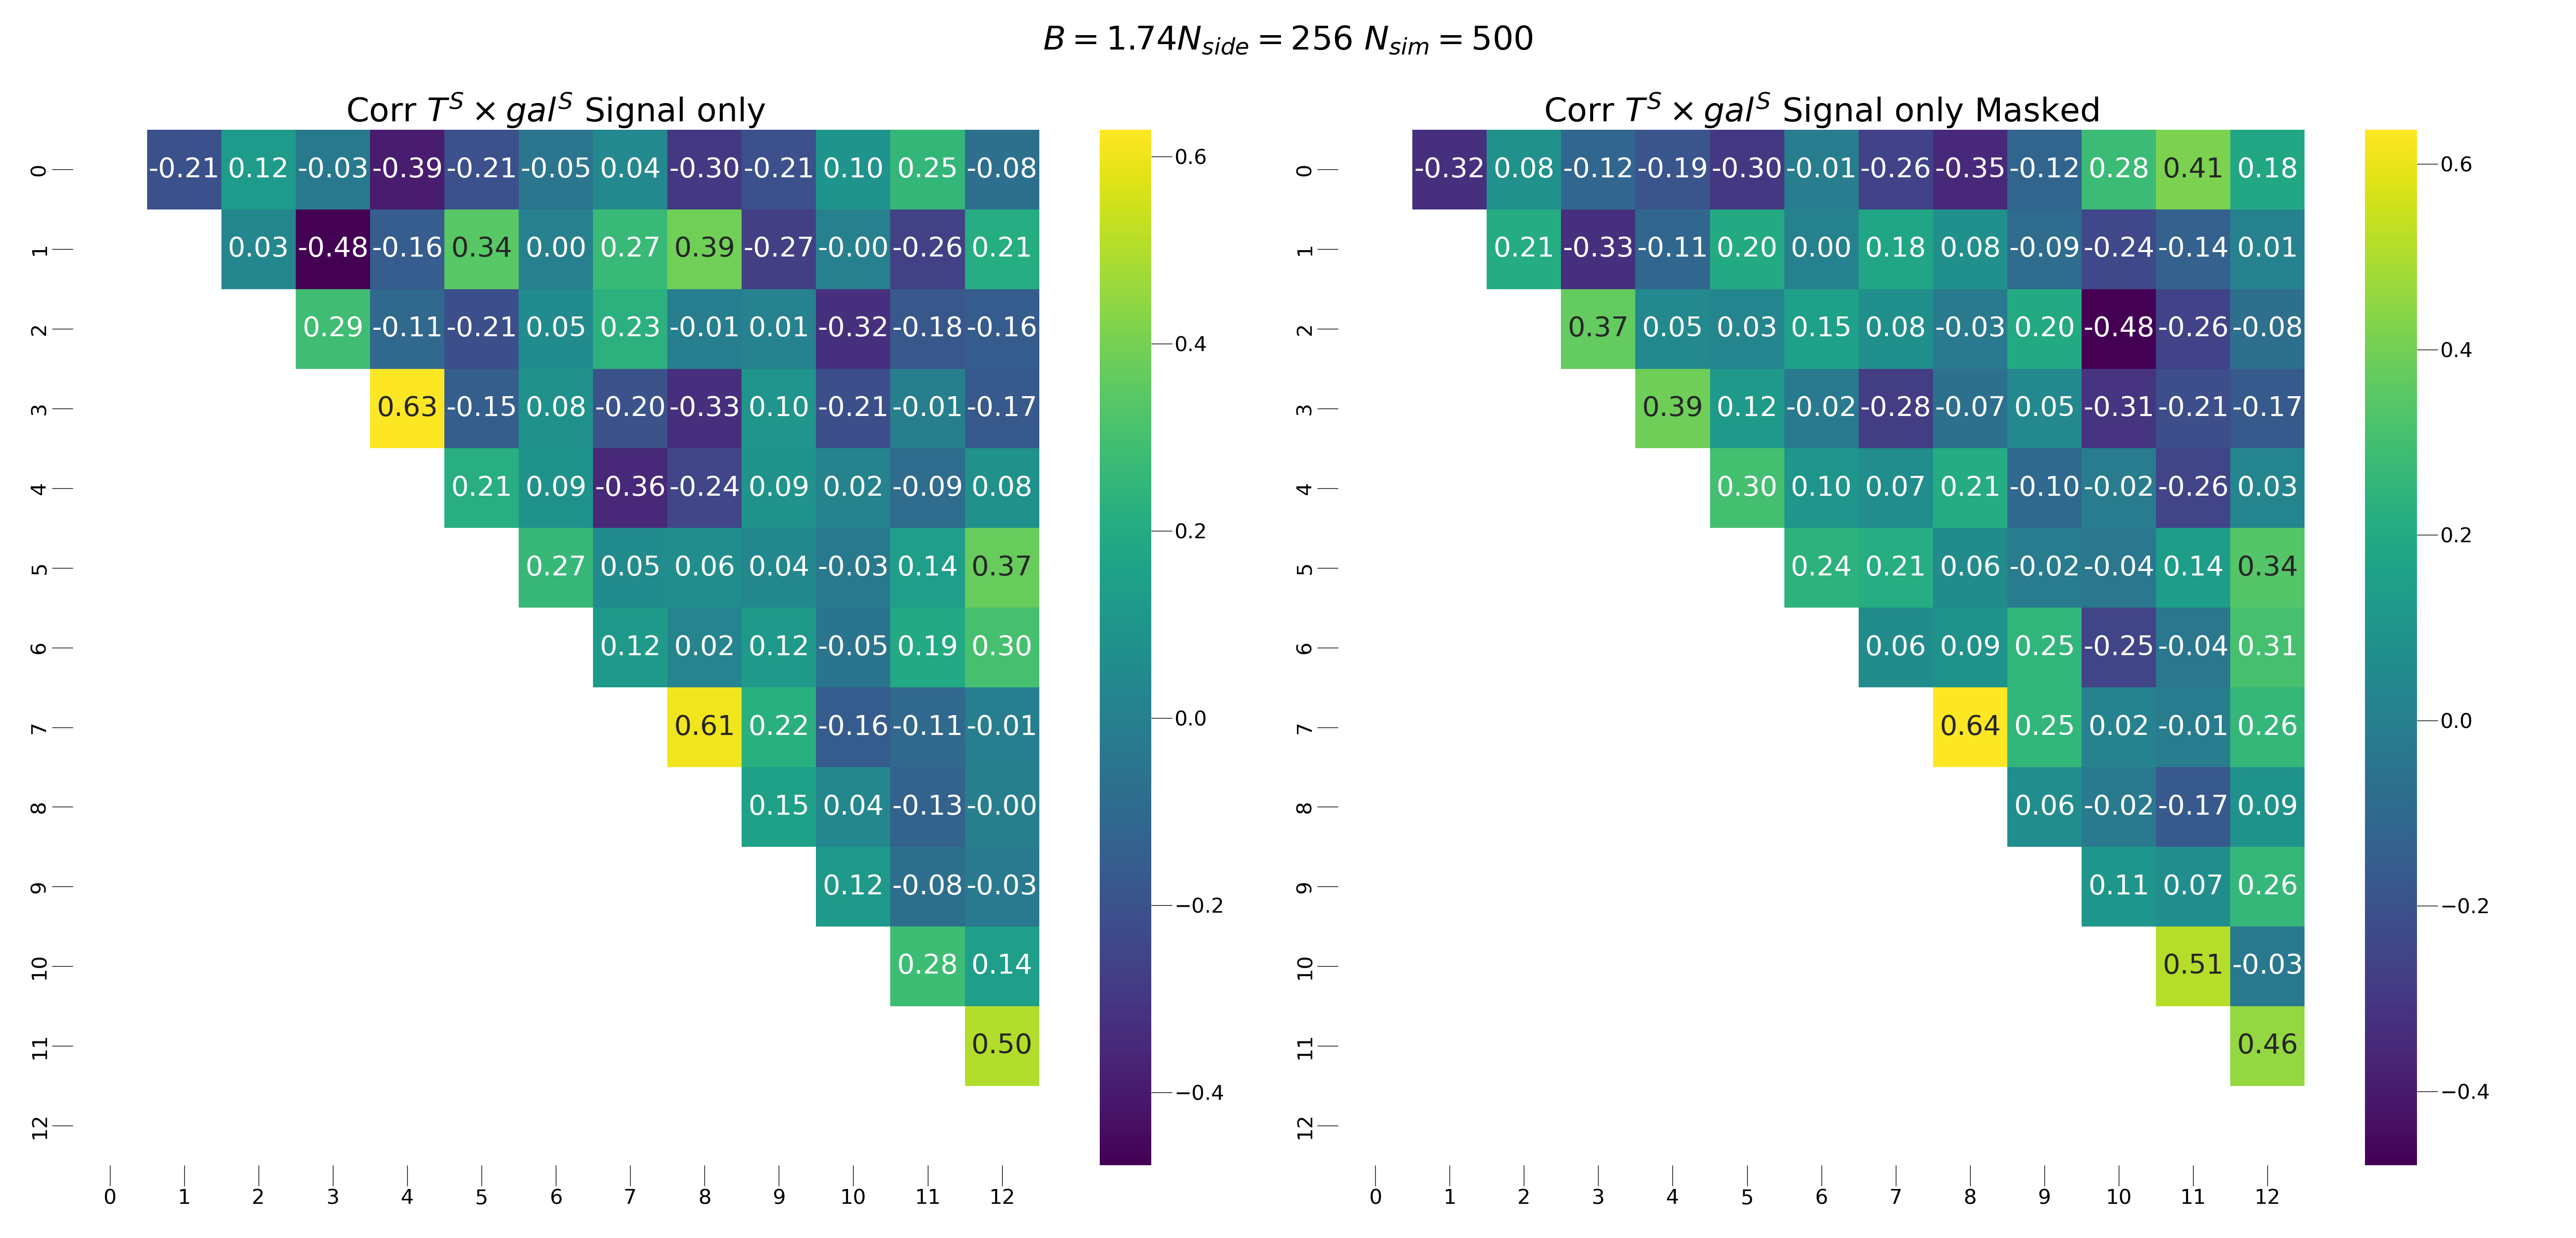 B = 1.74N_side = 256 N_sim = 500
Corr T^S × gal^S Signal only
0 -0.21 0.12 -0.03 -0.39 -0.21 -0.05 0.04 -0.30 -0.21 0.10 0.25 -0.08
1 0.03 -0.48 -0.16 0.34 0.00 0.27 0.39 -0.27 -0.00 -0.26 0.21
2 0.29 -0.11 -0.21 0.05 0.23 -0.01 0.01 -0.32 -0.18 -0.16
3 0.63 -0.15 0.08 -0.20 -0.33 0.10 -0.21 -0.01 -0.17
4 0.21 0.09 -0.36 -0.24 0.09 0.02 -0.09 0.08
5 0.27 0.05 0.06 0.04 -0.03 0.14 0.37
6 0.12 0.02 0.12 -0.05 0.19 0.30
7 0.61 0.22 -0.16 -0.11 -0.01
8 0.15 0.04 -0.13 -0.00
9 0.12 -0.08 -0.03
10 0.28 0.14
11 0.50
12
0 1 2 3 4 5 6 7 8 9 10 11 12
0.6
0.4
0.2
0.0
−0.2
−0.4
Corr T^S × gal^S Signal only Masked
0 -0.32 0.08 -0.12 -0.19 -0.30 -0.01 -0.26 -0.35 -0.12 0.28 0.41 0.18
1 0.21 -0.33 -0.11 0.20 0.00 0.18 0.08 -0.09 -0.24 -0.14 0.01
2 0.37 0.05 0.03 0.15 0.08 -0.03 0.20 -0.48 -0.26 -0.08
3 0.39 0.12 -0.02 -0.28 -0.07 0.05 -0.31 -0.21 -0.17
4 0.30 0.10 0.07 0.21 -0.10 -0.02 -0.26 0.03
5 0.24 0.21 0.06 -0.02 -0.04 0.14 0.34
6 0.06 0.09 0.25 -0.25 -0.04 0.31
7 0.64 0.25 0.02 -0.01 0.26
8 0.06 -0.02 -0.17 0.09
9 0.11 0.07 0.26
10 0.51 -0.03
11 0.46
12
0 1 2 3 4 5 6 7 8 9 10 11 12
0.6
0.4
0.2
0.0
−0.2
−0.4